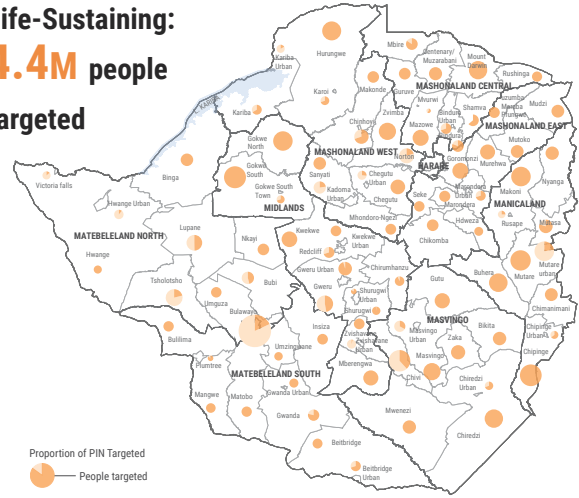 ife-Sustaining:
4.4M people
argeted
Kariba
Urban
Hurungwe
Mbire
Centenary/
Muzarabani
Mount
Darwin
Rushinga
Karoi
Makonde
Guruve
MASHONALAND CENTRAL
Mvurwi
L. KARIBA
Kariba
Zvimba
Bindura
Urban
Shamva
Mudzi
Chinhoyi
Mazowe
Bindura
MASHONALAND EAST
Gokwe
North
MASHONALAND WEST
Norton
HARARE
Goromonzi
Murehwa
Mutoko
Victoria falls
Binga
Gokwe
South
Sanyati
Chegutu
Urban
Kadoma
Urban
Chegutu
Seke
Marondera
Urban
Marondera
Makoni
Nyanga
Gokwe South
Town
MIDLANDS
Hwange Urban
MANICALAND
Rusape
Mhondoro-Ngezi
Hdweza
Mutasa
MATEBELELAND NORTH
Lupane
Nkayi
Kwekwe
Kwekwe
Urban
Redcliff
Chikomba
Hwange
Mutare
urban
Tsholotsho
Bubi
Gweru Urban
Chirumhanzu
Gutu
Buhera
Mutare
Umguza
Gweru
Shurugwi
Urban
Shurugwi
Chimanimani
Bulawayo
Bulilima
Insiza
Zvishavane
Zvishavane
Urban
MASVINGO
Masvingo
Urban
Bikita
Zaka
Chipinge
Urban
Umzingwane
Masvingo
Chipinge
Plumtree
MATEBELELAND SOUTH
Mberengwa
Chivi
Chiredzi
Urban
Mangwe
Matobo
Gwanda Urban
Gwanda
Mwenezi
Chiredzi
Beitbridge
Beitbridge
Urban
Proportion of PIN Targeted
People targeted